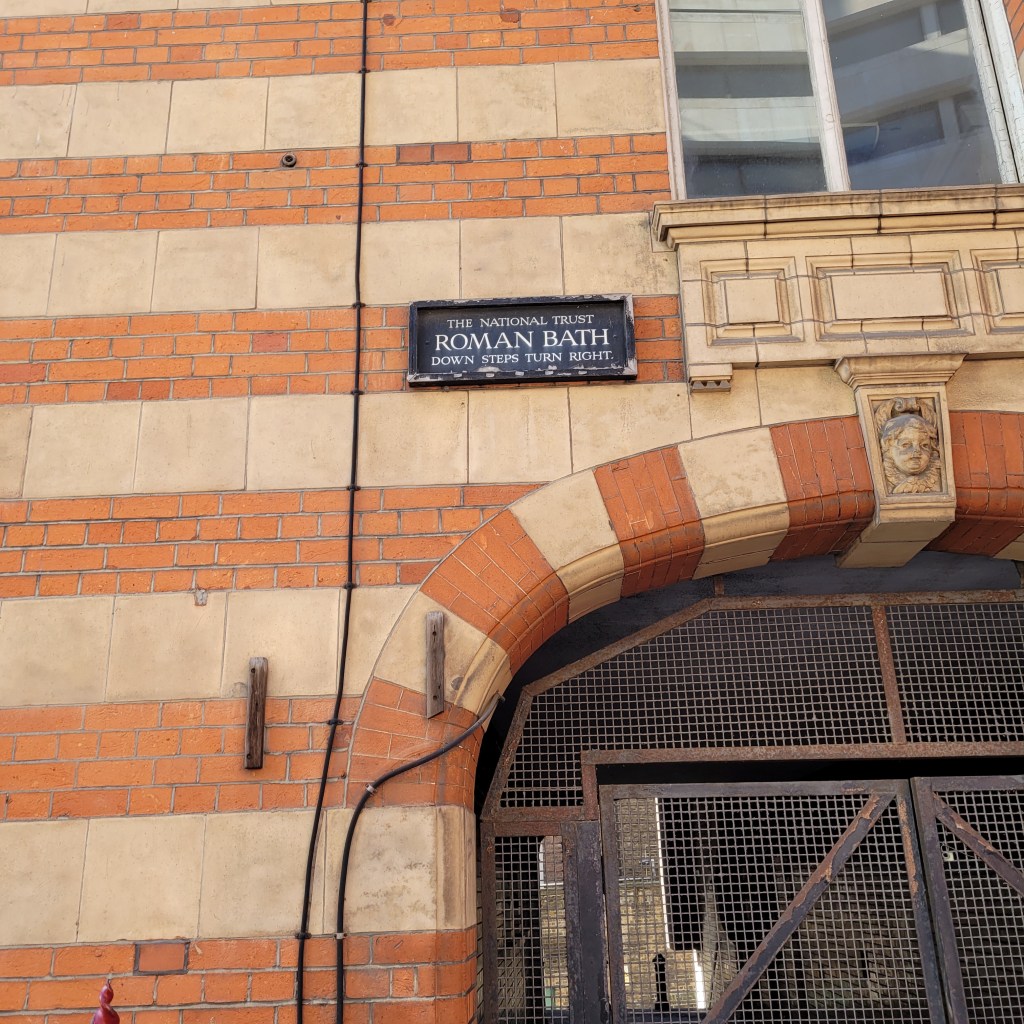 THE NATIONAL TRUST
ROMAN BATH
DOWN STEPS TURN RIGHT.